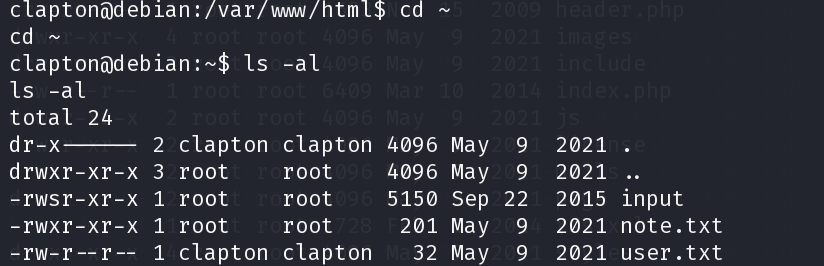 clapton@debian:/var/www/html$ cd ~
cd ~
clapton@debian:~$ ls -al
ls -al
total 24
dr-x------ 2 clapton clapton 4096 May  9  2021 .
drwxr-xr-x 3 root    root    4096 May  9  2021 ..
-rwsr-xr-x 1 root    root    5150 Sep 22  2015 input
-rwxr-xr-x 1 root    root     201 May  9  2021 note.txt
-rw-r--r-- 1 clapton clapton   32 May  9  2021 user.txt